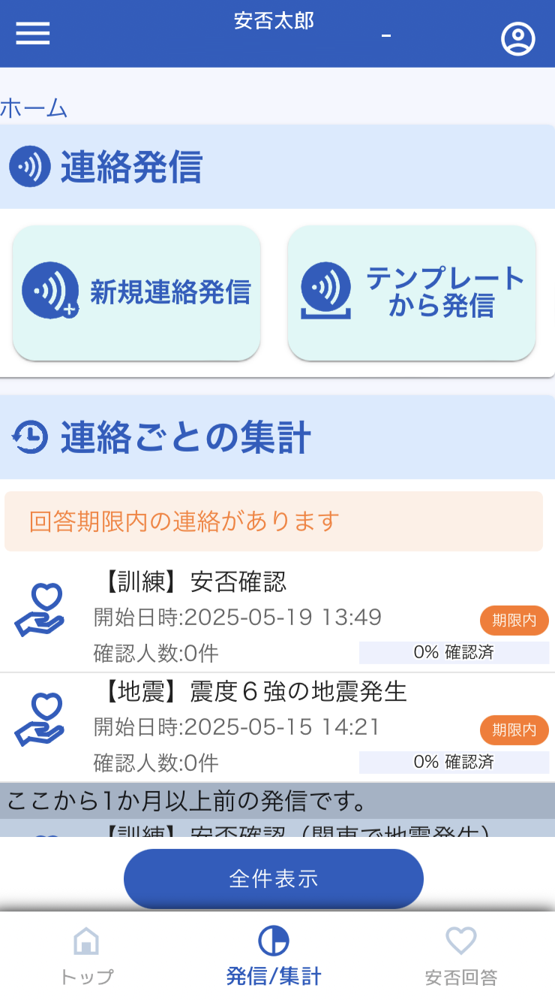 安否太郎
ホーム
連絡発信
新規連絡発信
テンプレート
から発信
連絡ごとの集計
回答期限内の連絡があります
【訓練】安否確認
開始日時:2025-05-19 13:49
期限内
確認人数:0件
0% 確認済
【地震】震度６強の地震発生
開始日時:2025-05-15 14:21
期限内
確認人数:0件
0% 確認済
ここから1か月以上前の発信です。
【訓練】安否確認（関東で地震発生）
全件表示
トップ
発信/集計
安否回答